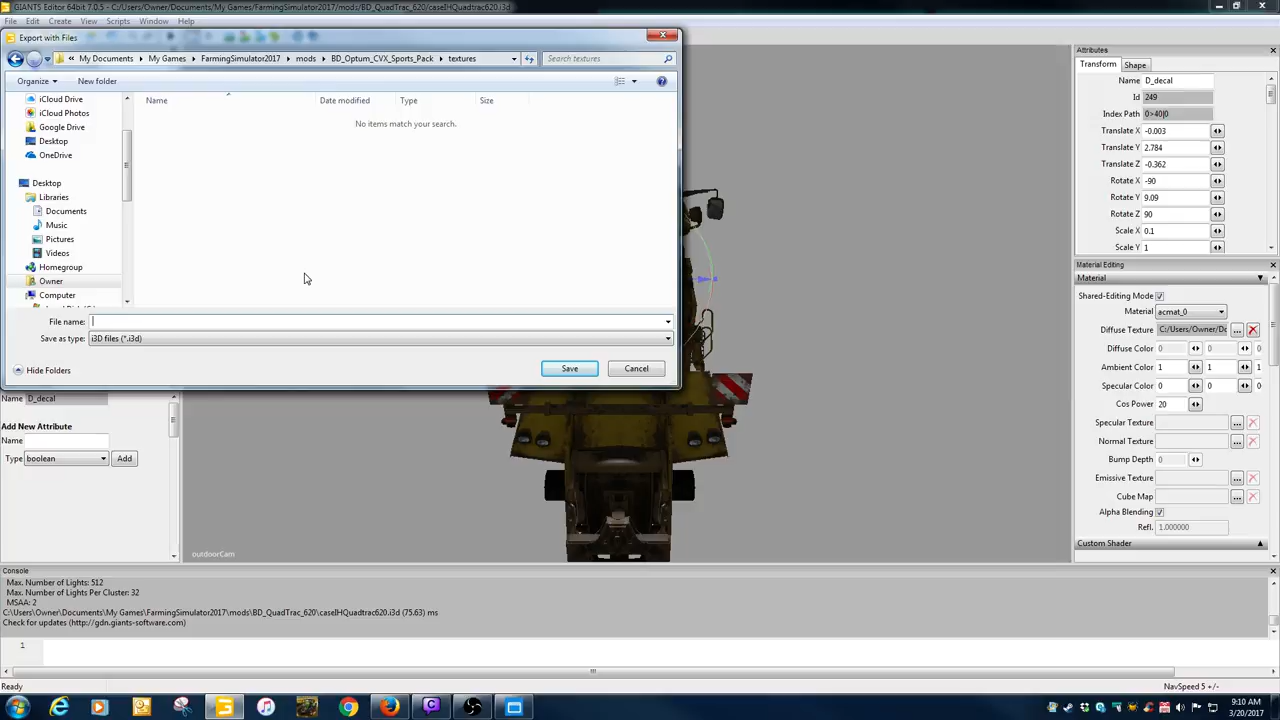 GIANTS Editor 64bit 7.0.5 - C:/Users/Owner/Documents/My Games/FarmingSimulator2017/mods/BD_QuadTrac_620/caseIHQuadtrac620.i3d
File Edit Create View Scripts Window Help
Export with Files
« My Documents My Games FarmingSimulator2017 mods BD_Optum_CVX_Sports_Pack textures
Search textures
Organize New folder
iCloud Drive
iCloud Photos
Google Drive
Desktop
OneDrive
Desktop
Libraries
Documents
Music
Pictures
Videos
Homegroup
Owner
Computer
Name Date modified Type Size
No items match your search.
File name:
Save as type: i3D files (*.i3d)
Hide Folders
Save Cancel
Name D_decal
Add New Attribute
Name
Type boolean Add
outdoorCam
Attributes
Transform Shape
Name D_decal
Id 249
Index Path 0>40|0
Translate X -0.003
Translate Y 2.784
Translate Z -0.362
Rotate X -90
Rotate Y 9.09
Rotate Z 90
Scale X 0.1
Scale Y 1
Material Editing
Material
Shared-Editing Mode
Material acmat_0
Diffuse Texture C:/Users/Owner/Do ...
Diffuse Color 0 0 0
Ambient Color 1 1 1
Specular Color 0 0 0
Cos Power 20
Specular Texture ...
Normal Texture ...
Bump Depth 0
Emissive Texture ...
Cube Map ...
Alpha Blending
Refl. 1.000000
Custom Shader
Console
Max. Number of Lights: 512
Max. Number of Lights Per Cluster: 32
MSAA: 2
C:\Users\Owner\Documents\My Games\FarmingSimulator2017\mods\BD_QuadTrac_620\caseIHQuadtrac620.i3d (75.63) ms
Check for updates (http://gdn.giants-software.com)
1
Ready
NavSpeed 5 +/-
9:10 AM
3/20/2017